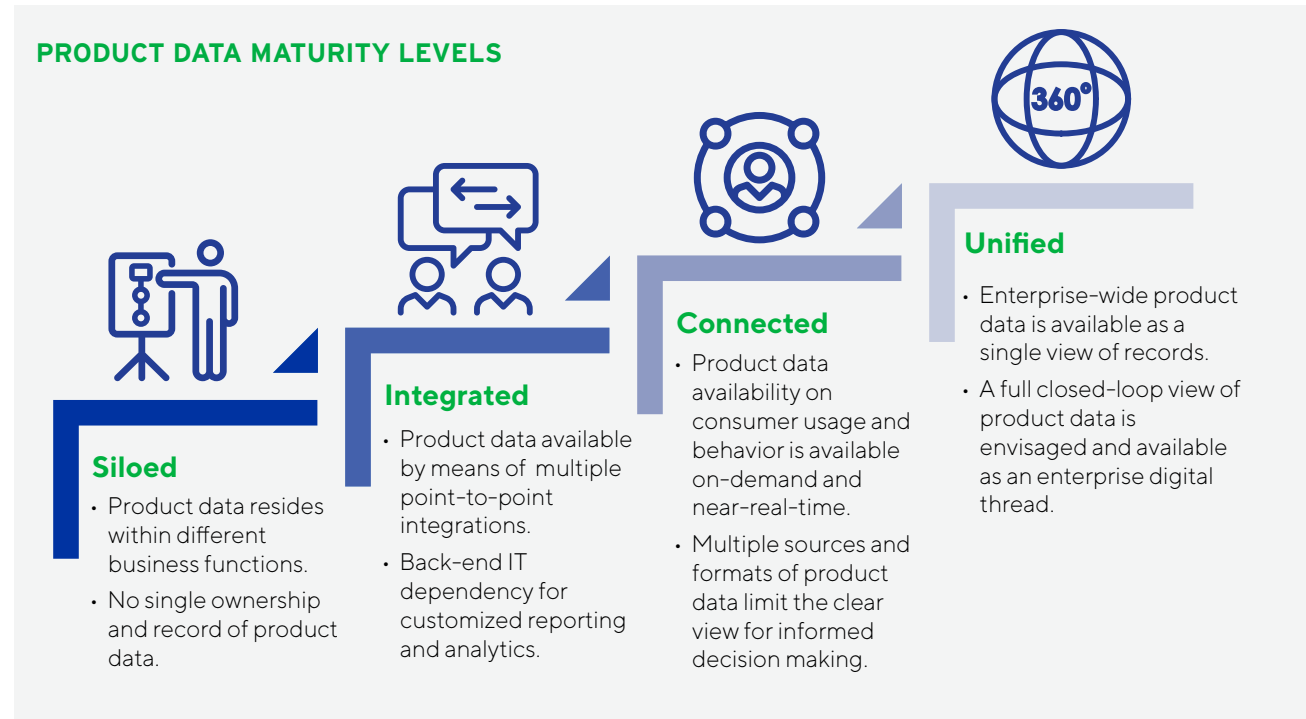 PRODUCT DATA MATURITY LEVELS
360°
Siloed
• Product data resides
within different
business functions.
• No single ownership
and record of product
data.
Integrated
• Product data available
by means of multiple
point-to-point
integrations.
• Back-end IT
dependency for
customized reporting
and analytics.
Connected
• Product data
availability on
consumer usage and
behavior is available
on-demand and
near-real-time.
• Multiple sources and
formats of product
data limit the clear
view for informed
decision making.
Unified
• Enterprise-wide product
data is available as a
single view of records.
• A full closed-loop view of
product data is
envisaged and available
as an enterprise digital
thread.